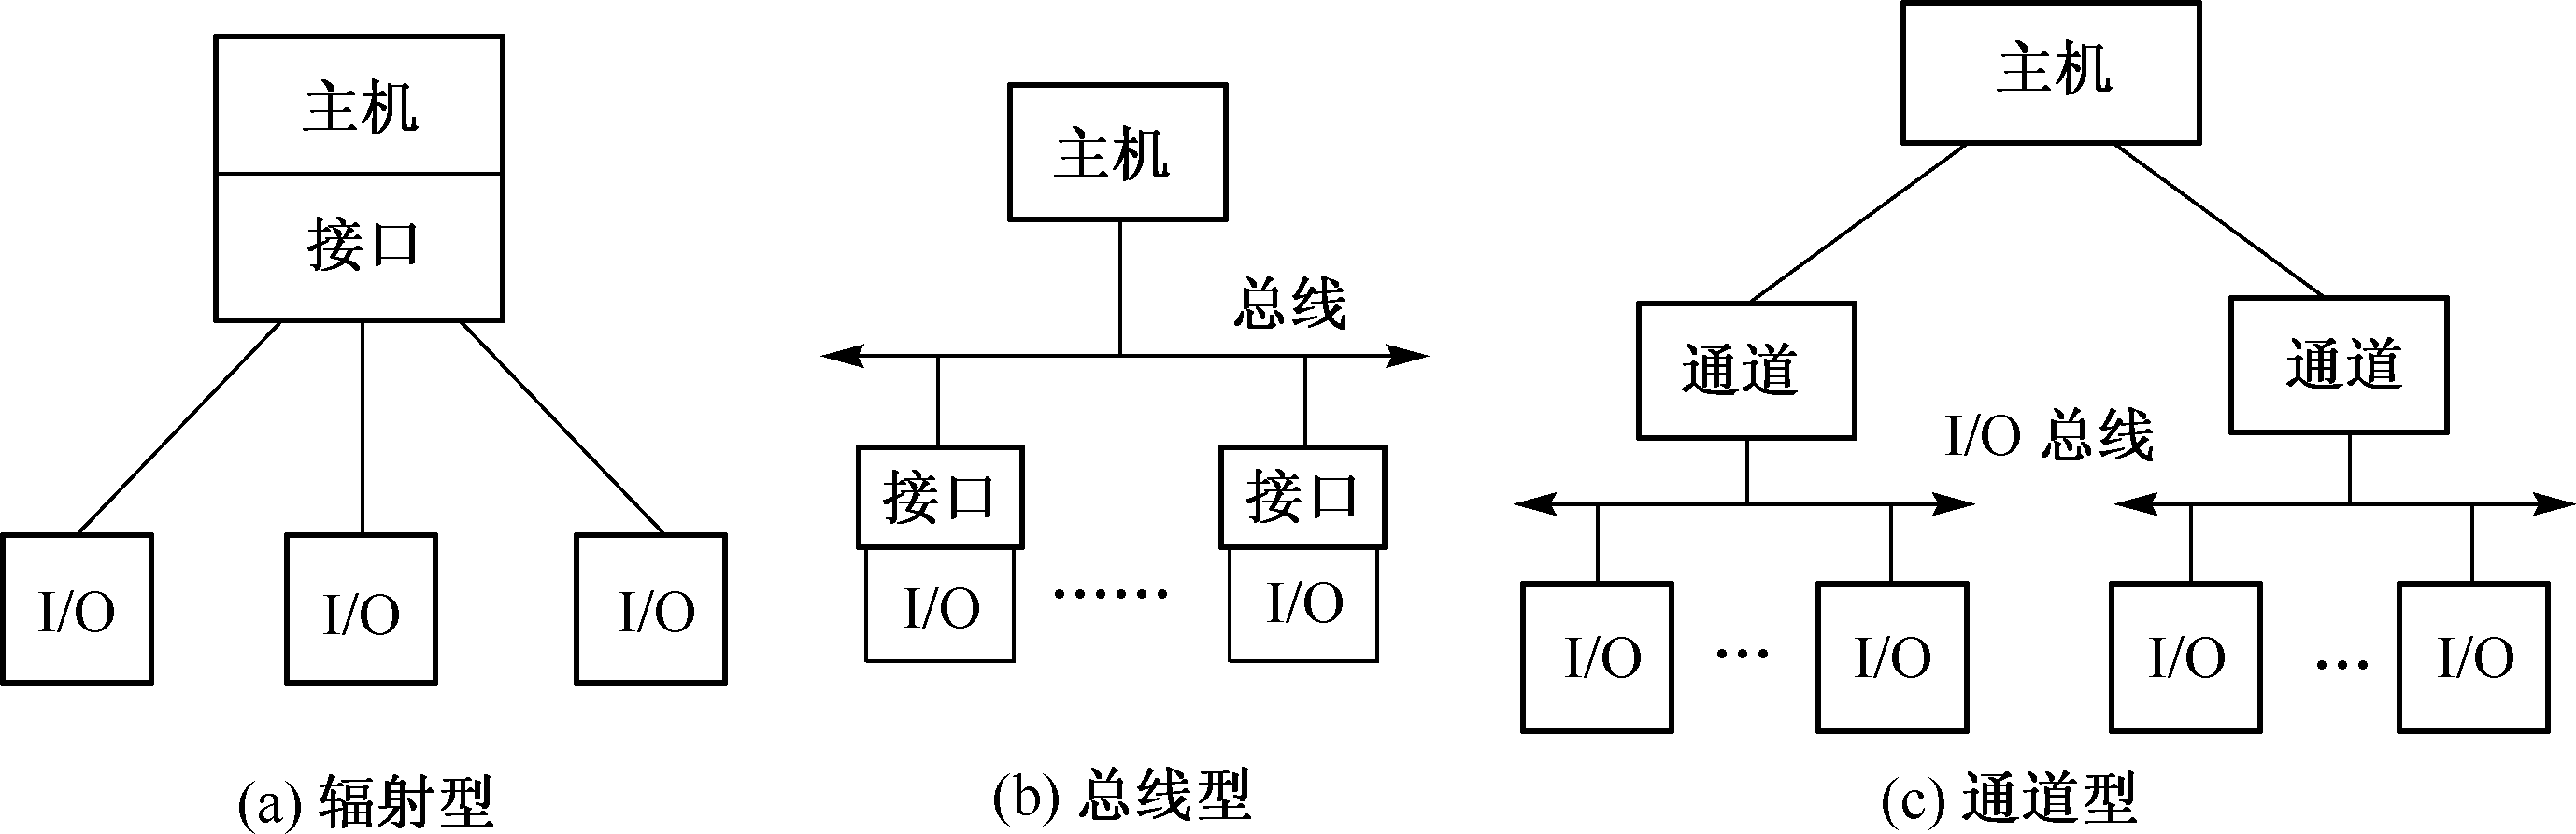 主机
接口
I/O
I/O
I/O
(a) 辐射型
主机
总线
接口
接口
I/O
······
I/O
(b) 总线型
主机
通道
通道
I/O 总线
I/O
···
I/O
I/O
···
I/O
(c) 通道型